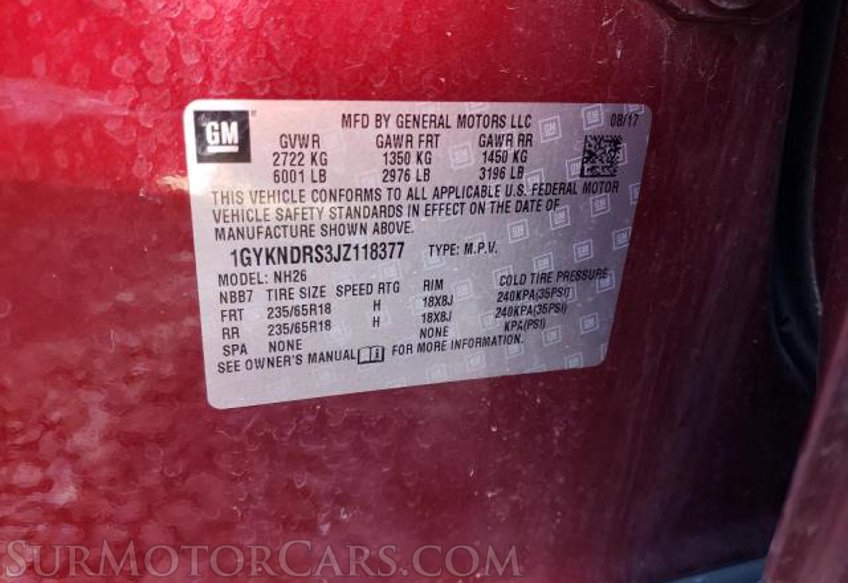 GM
MFD BY GENERAL MOTORS LLC 08/17
GVWR GAWR FRT GAWR RR
2722 KG 1350 KG 1450 KG
6001 LB 2976 LB 3196 LB
THIS VEHICLE CONFORMS TO ALL APPLICABLE U.S. FEDERAL MOTOR
VEHICLE SAFETY STANDARDS IN EFFECT ON THE DATE OF
MANUFACTURE SHOWN ABOVE.
1GYKNDRS3JZ118377 TYPE: M.P.V.
MODEL: NH26
NBB7 TIRE SIZE SPEED RTG RIM COLD TIRE PRESSURE
FRT 235/65R18 H 18X8J 240KPA(35PSI)
RR 235/65R18 H 18X8J 240KPA(35PSI)
SPA NONE NONE KPA(PSI)
SEE OWNER'S MANUAL FOR MORE INFORMATION.
SurMotorCars.com